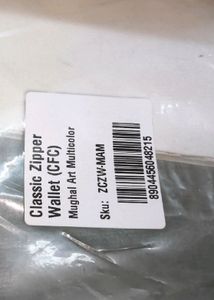 Classic Zipper
Wallet (CFC)
Mughal Art Multicolor
Sku: ZCZW-MAM
8904456048215